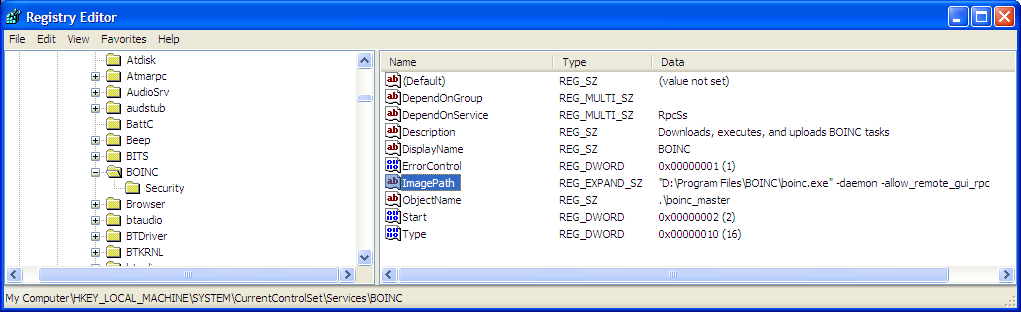 Registry Editor
File Edit View Favorites Help
Atdisk
Atmarpc
AudioSrv
audstub
BattC
Beep
BITS
BOINC
Security
Browser
btaudio
BTDriver
BTKRNL
Name Type Data
(Default) REG_SZ (value not set)
DependOnGroup REG_MULTI_SZ
DependOnService REG_MULTI_SZ RpcSs
Description REG_SZ Downloads, executes, and uploads BOINC tasks
DisplayName REG_SZ BOINC
ErrorControl REG_DWORD 0x00000001 (1)
ImagePath REG_EXPAND_SZ "D:\Program Files\BOINC\boinc.exe" -daemon -allow_remote_gui_rpc
ObjectName REG_SZ .\boinc_master
Start REG_DWORD 0x00000002 (2)
Type REG_DWORD 0x00000010 (16)
My Computer\HKEY_LOCAL_MACHINE\SYSTEM\CurrentControlSet\Services\BOINC